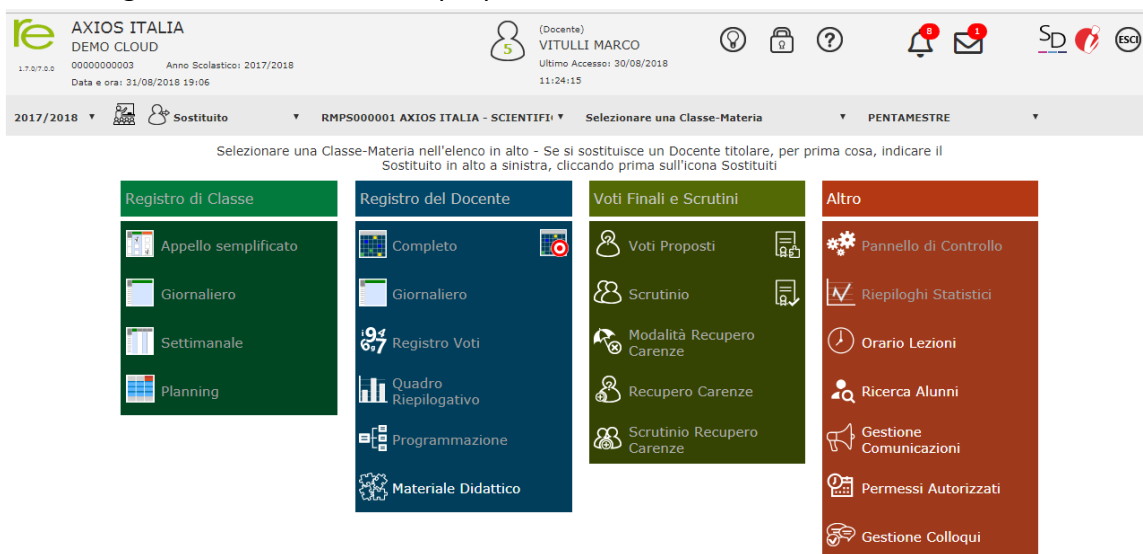 re
AXIOS ITALIA
DEMO CLOUD
1.7.0/7.0.0
00000000003 Anno Scolastico: 2017/2018
Data e ora: 31/08/2018 19:06
5
(Docente)
VITULLI MARCO
Ultimo Accesso: 30/08/2018
11:24:15
?
8
1
SD
ESCI
2017/2018
Sostituito
RMPS000001 AXIOS ITALIA - SCIENTIFI
Selezionare una Classe-Materia
PENTAMESTRE
Selezionare una Classe-Materia nell'elenco in alto - Se si sostituisce un Docente titolare, per prima cosa, indicare il
Sostituito in alto a sinistra, cliccando prima sull'icona Sostituiti
Registro di Classe
Appello semplificato
Giornaliero
Settimanale
Planning
Registro del Docente
Completo
Giornaliero
Registro Voti
Quadro
Riepilogativo
Programmazione
Materiale Didattico
Voti Finali e Scrutini
Voti Proposti
Scrutinio
Modalità Recupero
Carenze
Recupero Carenze
Scrutinio Recupero
Carenze
Altro
Pannello di Controllo
Riepiloghi Statistici
Orario Lezioni
Ricerca Alunni
Gestione
Comunicazioni
Permessi Autorizzati
Gestione Colloqui